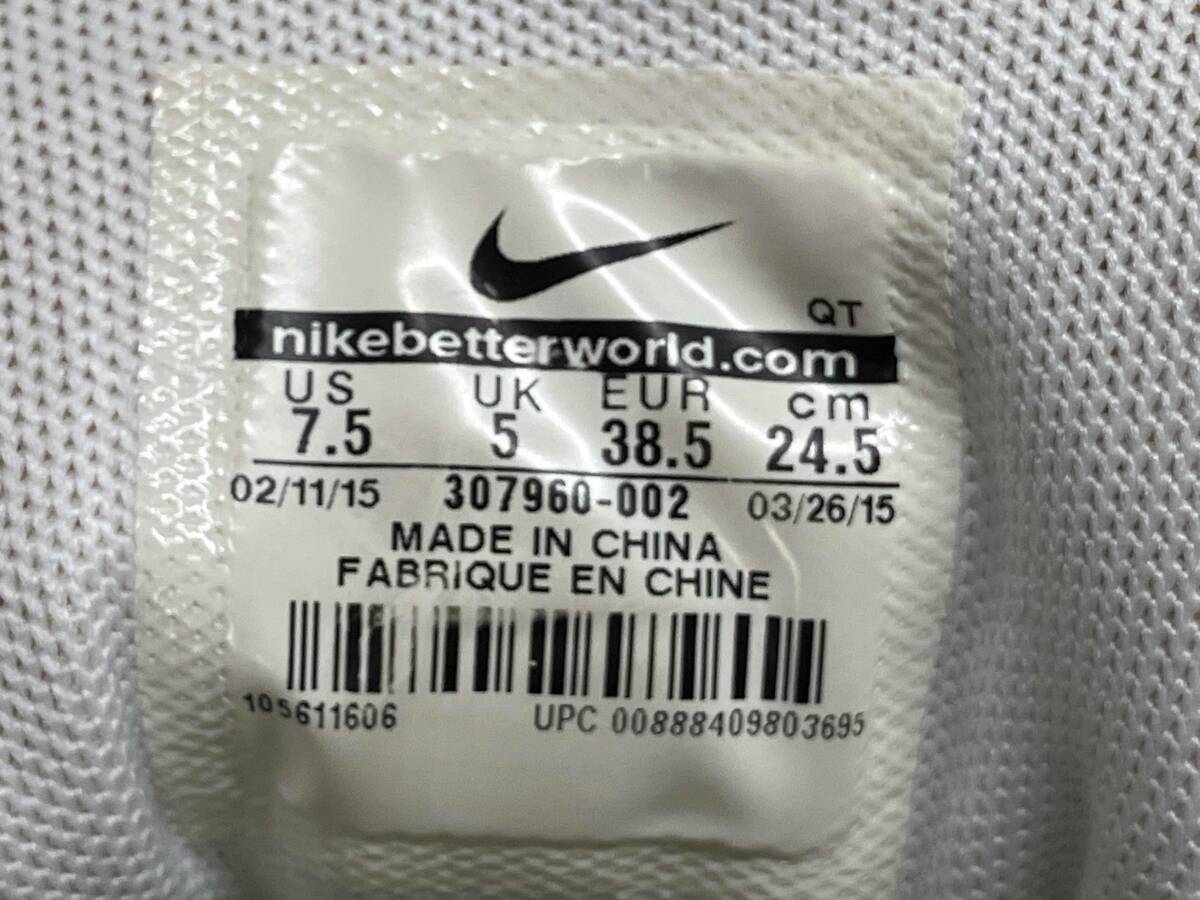 QT
nikebetterworld.com
US UK EUR cm
7.5 5 38.5 24.5
02/11/15 307960-002 03/26/15
MADE IN CHINA
FABRIQUE EN CHINE
105611606 UPC 00888409803695